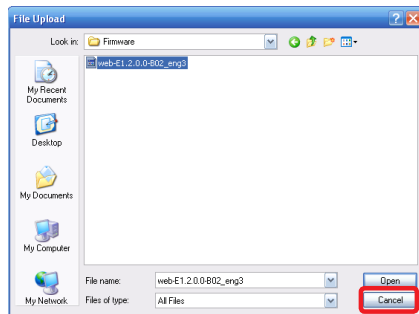 File Upload
Look in:
Firmware
web-E1.2.0.0-B02_eng3
My Recent
Documents
Desktop
My Documents
My Computer
My Network
File name:
web-E1.2.0.0-B02_eng3
Open
Files of type:
All Files
Cancel